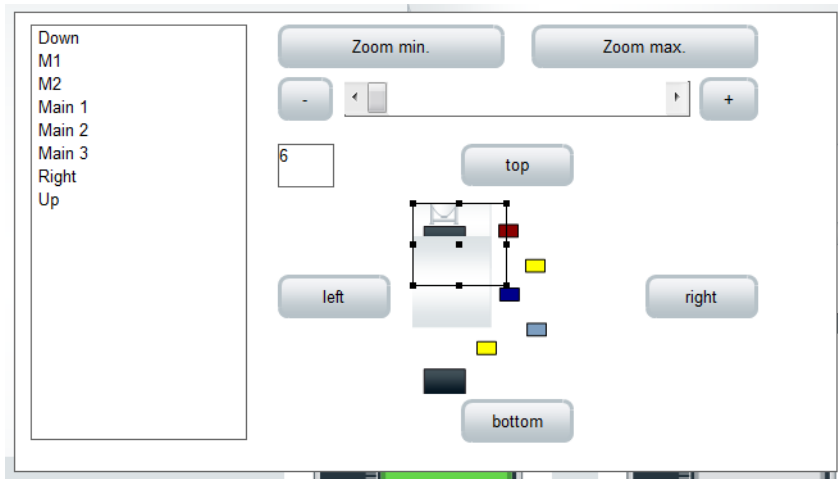 Down
M1
M2
Main 1
Main 2
Main 3
Right
Up
Zoom min.
Zoom max.
-
+
6
top
left
right
bottom